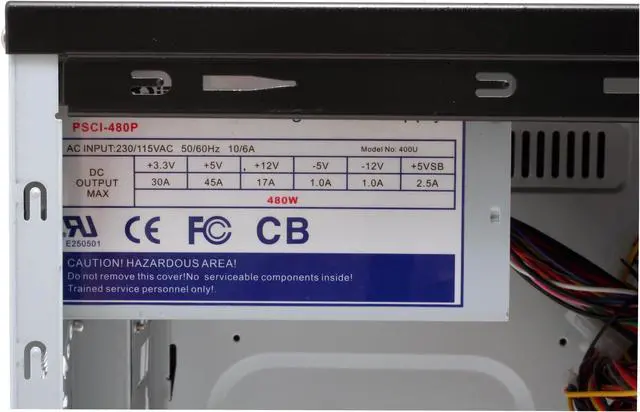 PSCI-480P
AC INPUT:230/115VAC 50/60Hz 10/6A Model No: 400U
DC OUTPUT MAX
+3.3V +5V +12V -5V -12V +5VSB
30A 45A 17A 1.0A 1.0A 2.5A
480W
E250501
CE FC CB
CAUTION! HAZARDOUS AREA!
Do not remove this cover!No serviceable components inside!
Trained service personnel only!.